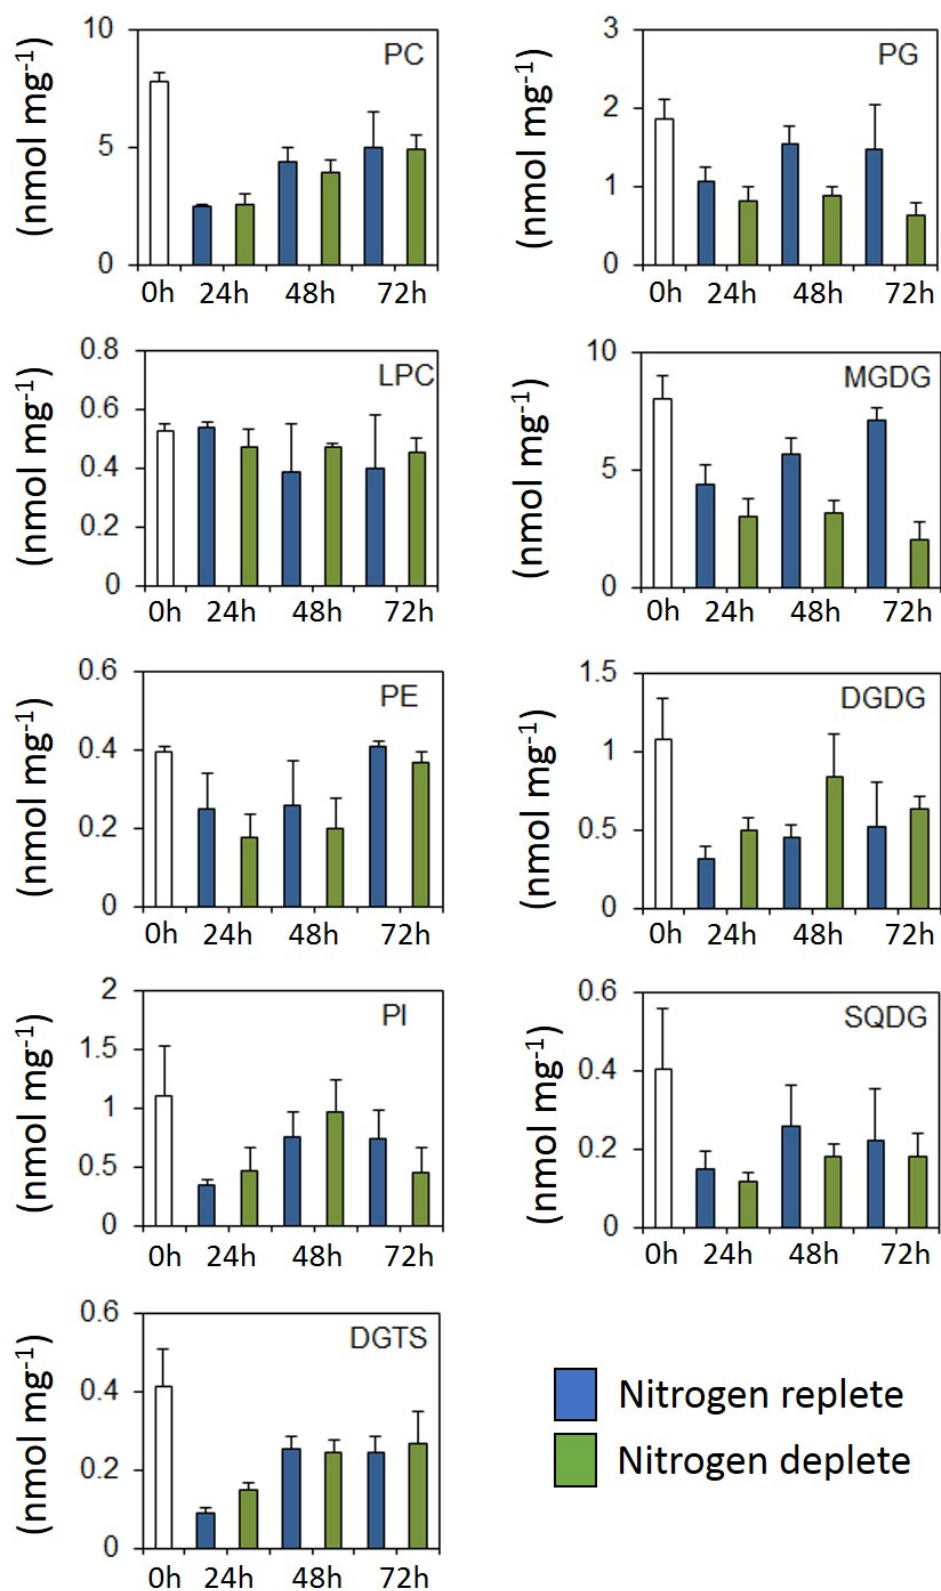 PC
(nmol mg-1)
10
5
0
0h 24h 48h 72h
PG
(nmol mg-1)
3
2
1
0
0h 24h 48h 72h
LPC
(nmol mg-1)
0.8
0.6
0.4
0.2
0
0h 24h 48h 72h
MGDG
(nmol mg-1)
10
5
0
0h 24h 48h 72h
PE
(nmol mg-1)
0.6
0.4
0.2
0
0h 24h 48h 72h
DGDG
(nmol mg-1)
1.5
1
0.5
0
0h 24h 48h 72h
PI
(nmol mg-1)
2
1.5
1
0.5
0
0h 24h 48h 72h
SQDG
(nmol mg-1)
0.6
0.4
0.2
0
0h 24h 48h 72h
DGTS
(nmol mg-1)
0.6
0.4
0.2
0
0h 24h 48h 72h
Nitrogen replete
Nitrogen deplete